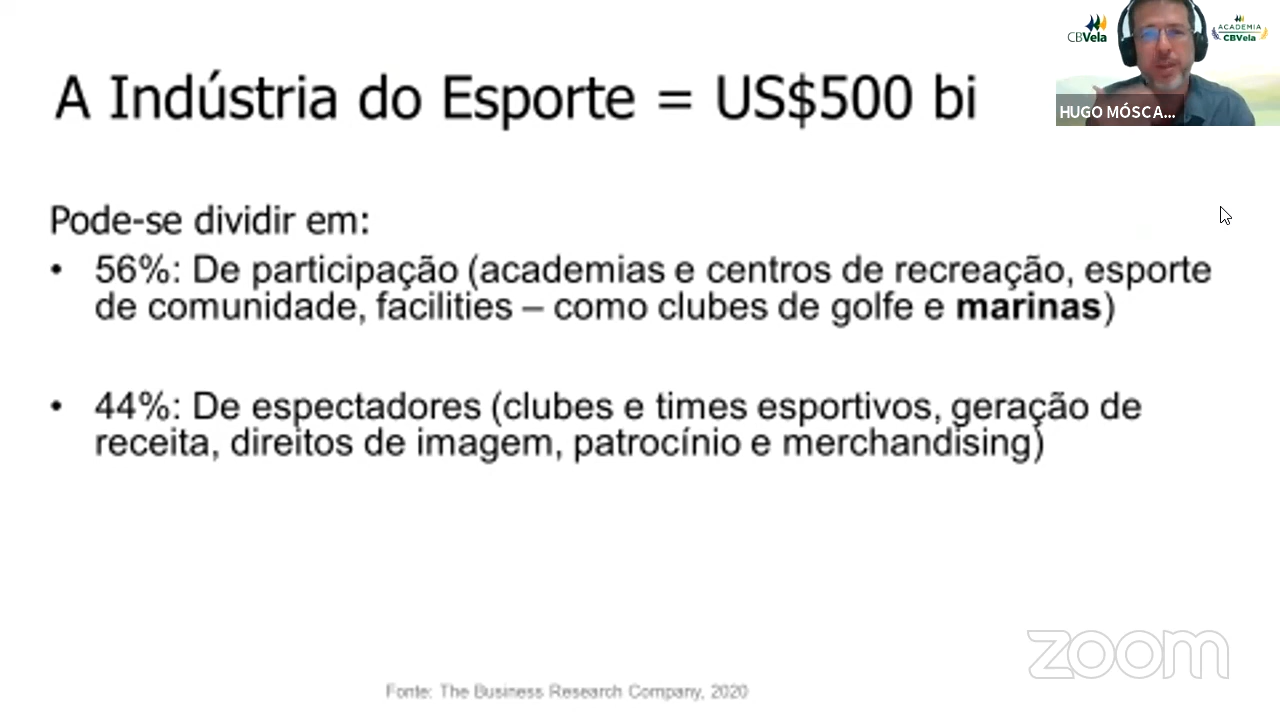 CBVela
ACADEMIA
CBVela
HUGO MÓSCA...
A Indústria do Esporte = US$500 bi
Pode-se dividir em:
• 56%: De participação (academias e centros de recreação, esporte
de comunidade, facilities – como clubes de golfe e marinas)
• 44%: De espectadores (clubes e times esportivos, geração de
receita, direitos de imagem, patrocínio e merchandising)
zoom
Fonte: The Business Research Company, 2020